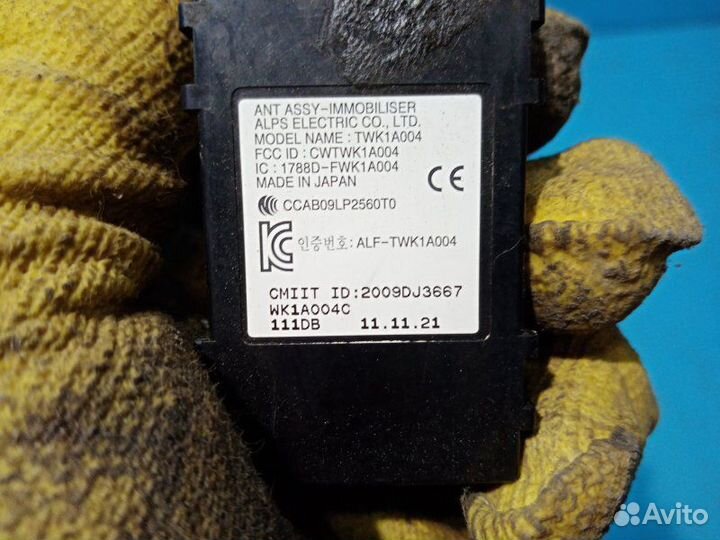 ANT ASSY-IMMOBILISER
ALPS ELECTRIC CO., LTD.
MODEL NAME : TWK1A004
FCC ID : CWTWK1A004
IC : 1788D-FWK1A004
MADE IN JAPAN
CE
CCAB09LP2560T0
인증번호: ALF-TWK1A004
CMIIT ID:2009DJ3667
WK1A004C
111DB 11.11.21
Avito